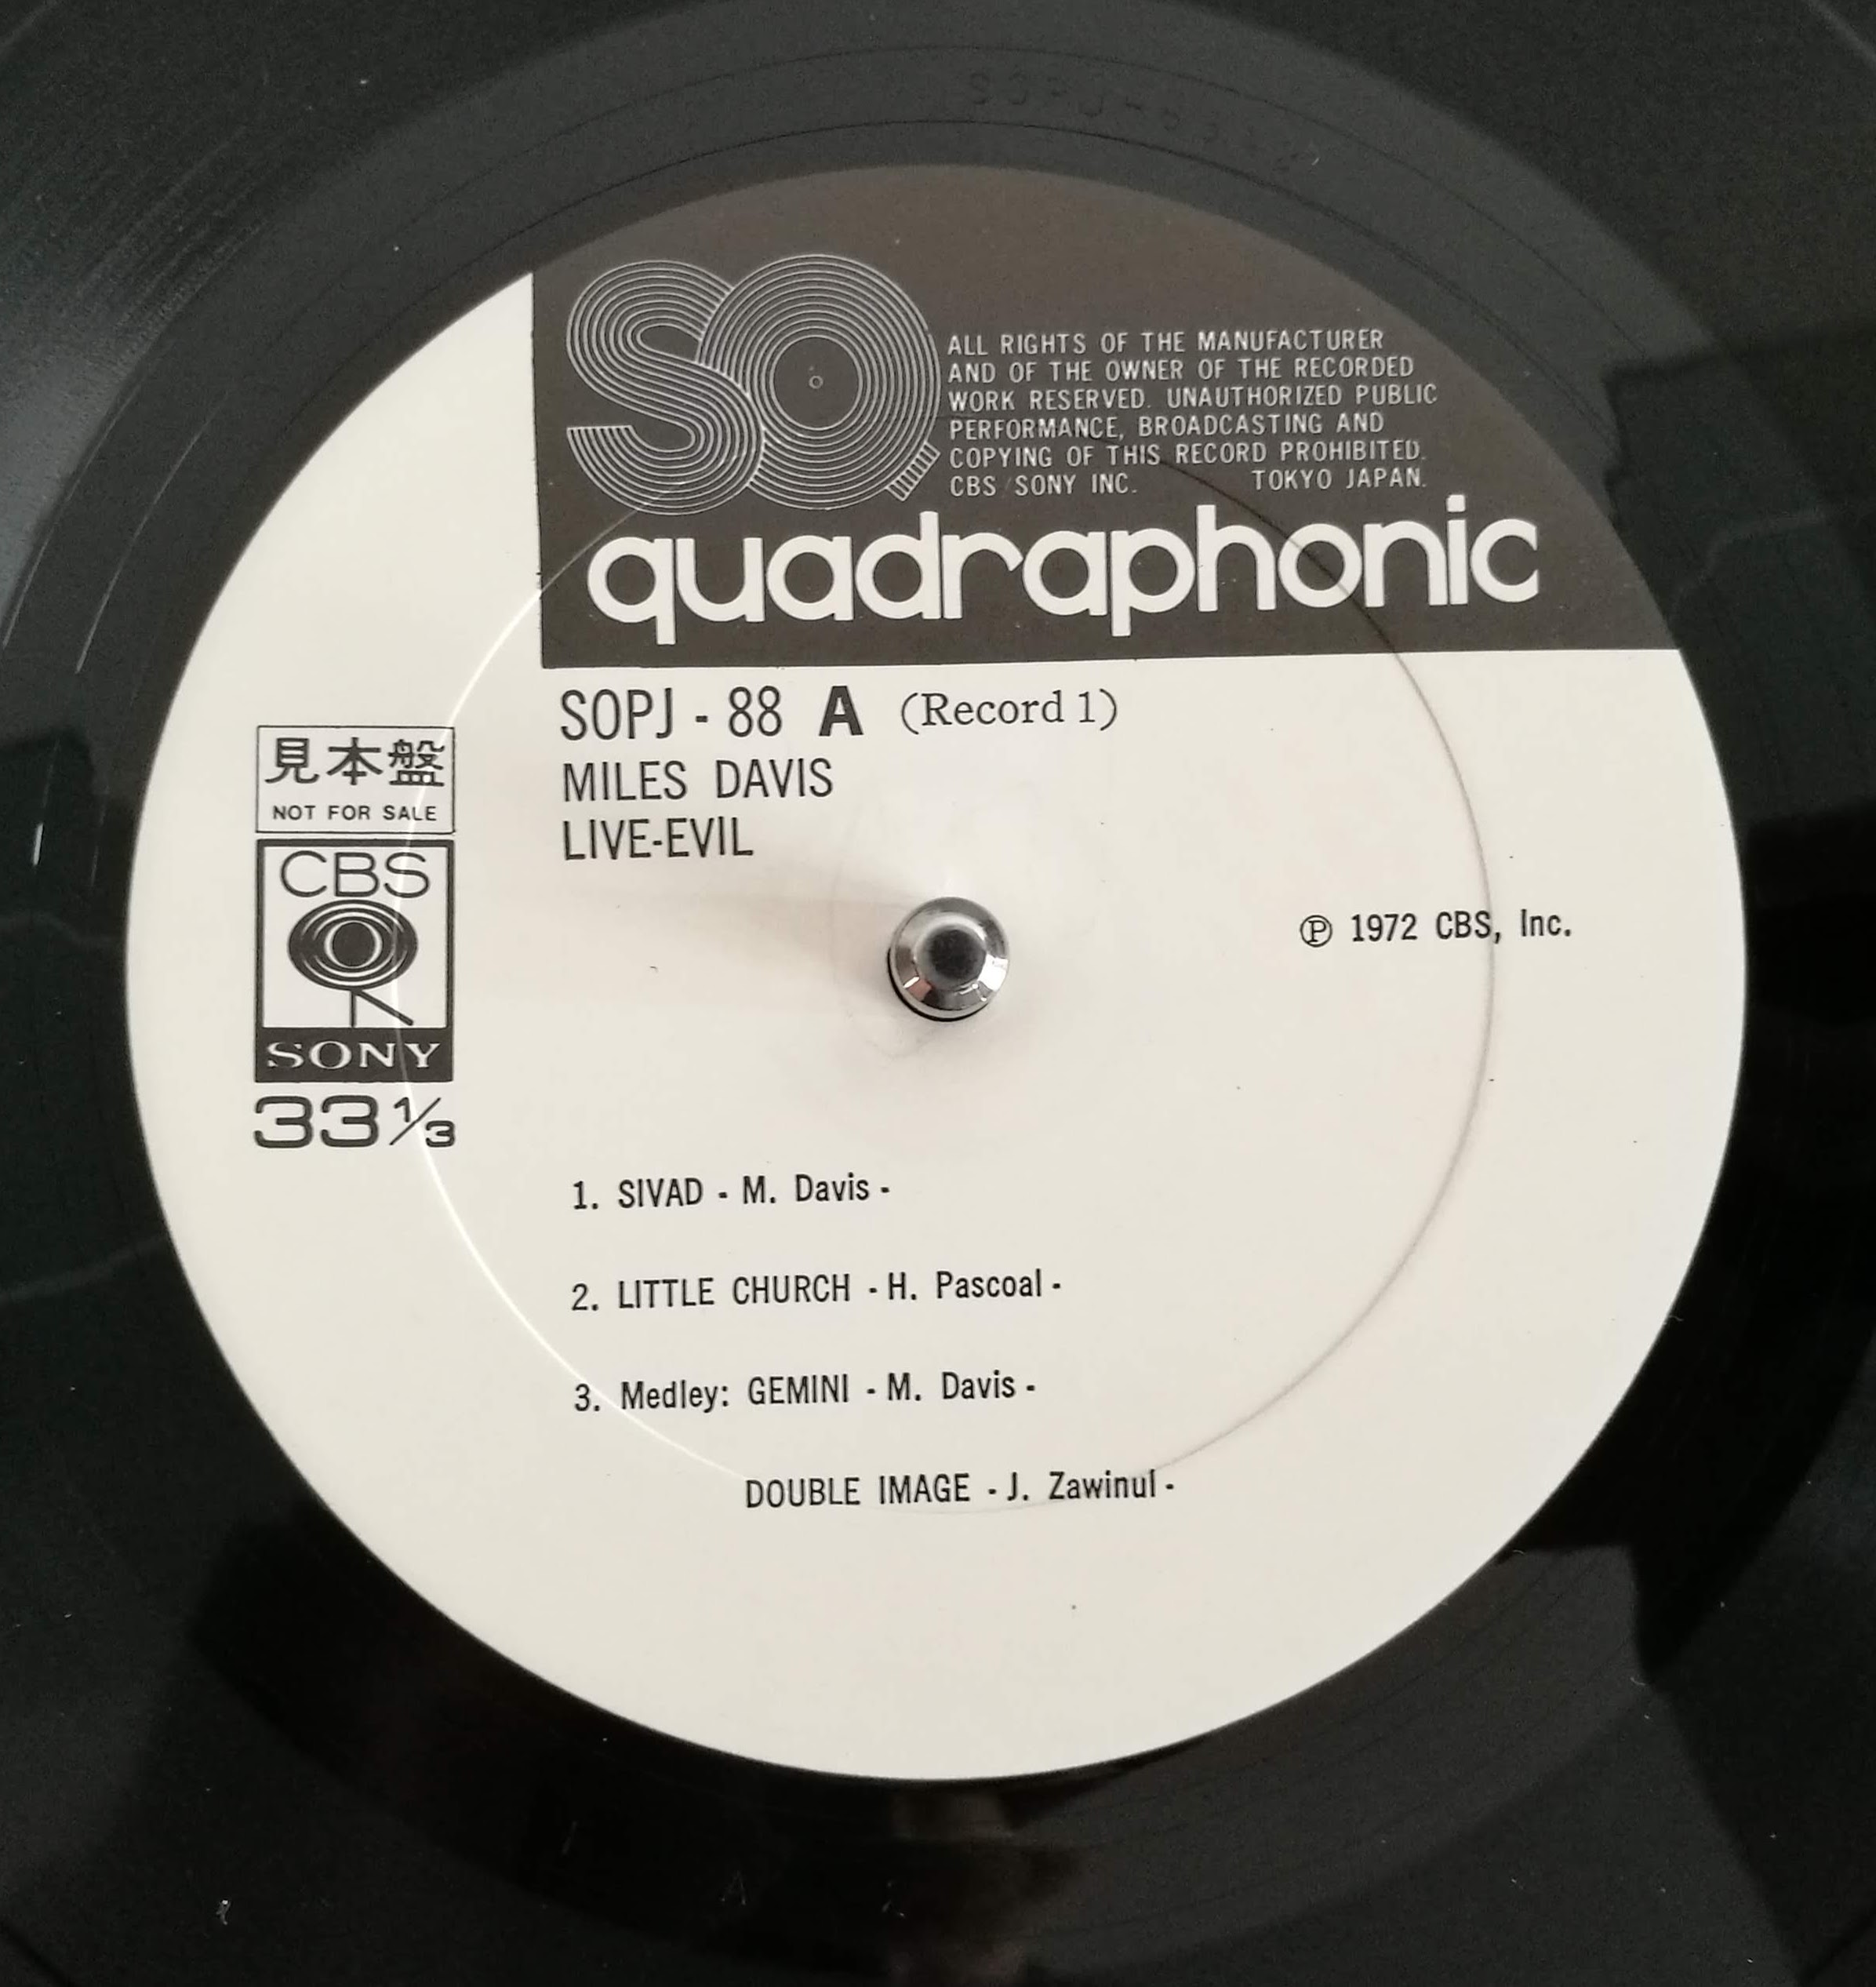 SQ
ALL RIGHTS OF THE MANUFACTURER
AND OF THE OWNER OF THE RECORDED
WORK RESERVED. UNAUTHORIZED PUBLIC
PERFORMANCE, BROADCASTING AND
COPYING OF THIS RECORD PROHIBITED.
CBS/SONY INC. TOKYO JAPAN.
quadraphonic
SOPJ - 88 A (Record 1)
MILES DAVIS
LIVE-EVIL
見本盤
NOT FOR SALE
CBS
SONY
33 1/3
℗ 1972 CBS, Inc.
1. SIVAD - M. Davis -
2. LITTLE CHURCH - H. Pascoal -
3. Medley: GEMINI - M. Davis -
DOUBLE IMAGE - J. Zawinul -